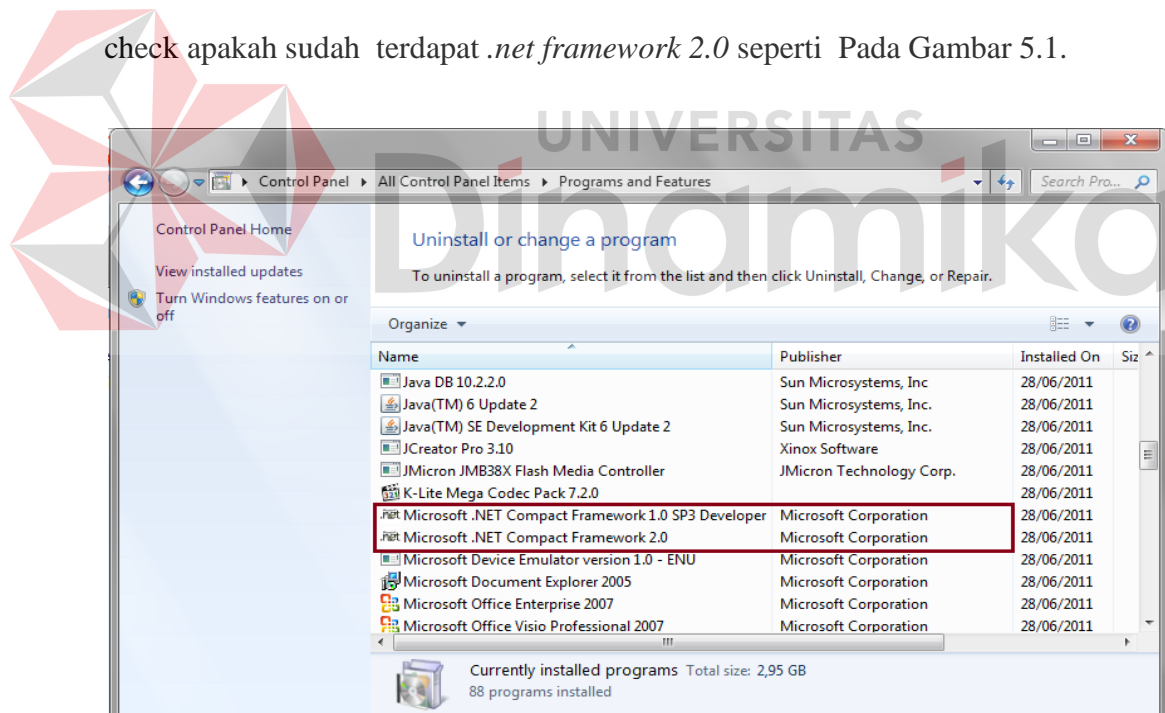 check apakah sudah terdapat .net framework 2.0 seperti Pada Gambar 5.1.
UNIVERSITAS
Dinamika
Control Panel All Control Panel Items Programs and Features
Search Pro...
Control Panel Home
View installed updates
Turn Windows features on or
off
Uninstall or change a program
To uninstall a program, select it from the list and then click Uninstall, Change, or Repair.
Organize
Name Publisher Installed On Siz
Java DB 10.2.2.0 Sun Microsystems, Inc 28/06/2011
Java(TM) 6 Update 2 Sun Microsystems, Inc. 28/06/2011
Java(TM) SE Development Kit 6 Update 2 Sun Microsystems, Inc. 28/06/2011
JCreator Pro 3.10 Xinox Software 28/06/2011
JMicron JMB38X Flash Media Controller JMicron Technology Corp. 28/06/2011
K-Lite Mega Codec Pack 7.2.0 28/06/2011
.net Microsoft .NET Compact Framework 1.0 SP3 Developer Microsoft Corporation 28/06/2011
.net Microsoft .NET Compact Framework 2.0 Microsoft Corporation 28/06/2011
Microsoft Device Emulator version 1.0 - ENU Microsoft Corporation 28/06/2011
Microsoft Document Explorer 2005 Microsoft Corporation 28/06/2011
Microsoft Office Enterprise 2007 Microsoft Corporation 28/06/2011
Microsoft Office Visio Professional 2007 Microsoft Corporation 28/06/2011
Currently installed programs Total size: 2,95 GB
88 programs installed